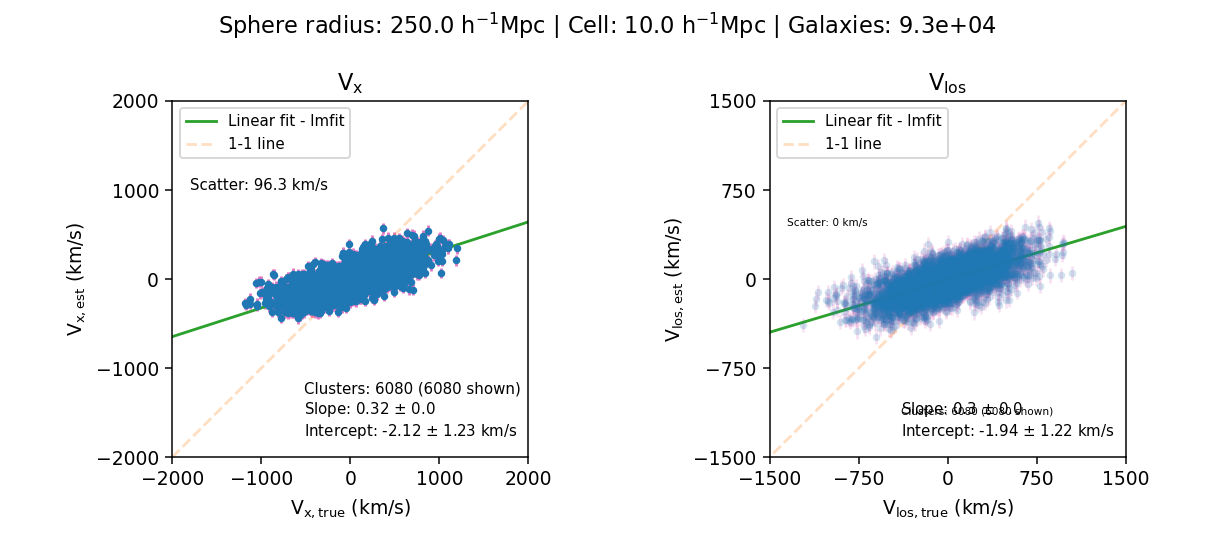 Sphere radius: 250.0 h⁻¹Mpc | Cell: 10.0 h⁻¹Mpc | Galaxies: 9.3e+04
Vx
2000
1000
0
−1000
−2000
Vx, est (km/s)
Linear fit - lmfit
1-1 line
Scatter: 96.3 km/s
Clusters: 6080 (6080 shown)
Slope: 0.32 ± 0.0
Intercept: -2.12 ± 1.23 km/s
−2000 −1000 0 1000 2000
Vx, true (km/s)
Vlos
1500
750
0
−750
−1500
Vlos, est (km/s)
Linear fit - lmfit
1-1 line
Scatter: 0 km/s
Clusters: 6080 (6080 shown)
Slope: 0.3 ± 0.0
Intercept: -1.94 ± 1.22 km/s
−1500 −750 0 750 1500
Vlos, true (km/s)